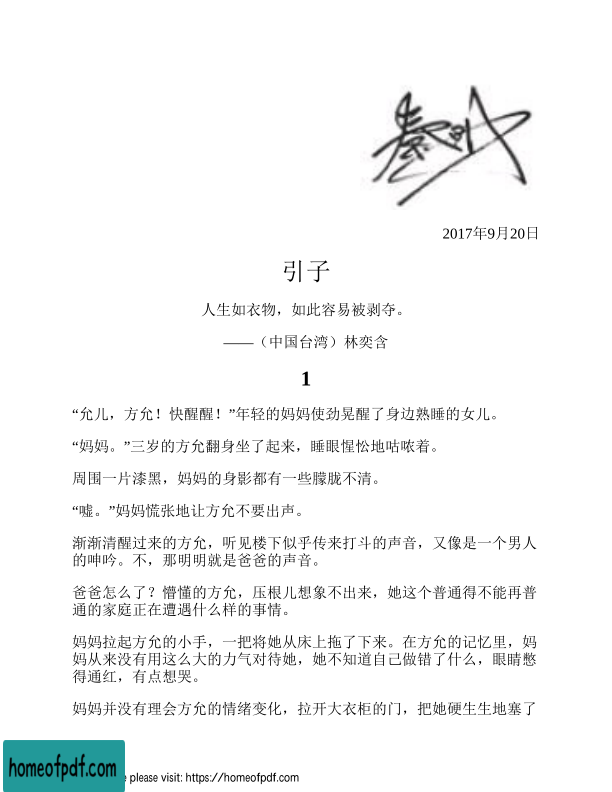 秦明
2017年9月20日
引子
人生如衣物，如此容易被剥夺。
——（中国台湾）林奕含
1
“允儿，方允！快醒醒！”年轻的妈妈使劲晃醒了身边熟睡的女儿。
“妈妈。”三岁的方允翻身坐了起来，睡眼惺忪地咕哝着。
周围一片漆黑，妈妈的身影都有一些朦胧不清。
“嘘。”妈妈慌张地让方允不要出声。
渐渐清醒过来的方允，听见楼下似乎传来打斗的声音，又像是一个男人
的呻吟。不，那明明就是爸爸的声音。
爸爸怎么了？懵懂的方允，压根儿想象不出来，她这个普通得不能再普
通的家庭正在遭遇什么样的事情。
妈妈拉起方允的小手，一把将她从床上拖了下来。在方允的记忆里，妈
妈从来没有用这么大的力气对待她，她不知道自己做错了什么，眼睛憋
得通红，有点想哭。
妈妈并没有理会方允的情绪变化，拉开大衣柜的门，把她硬生生地塞了
homeofpdf.com
e please visit: https://homeofpdf.com